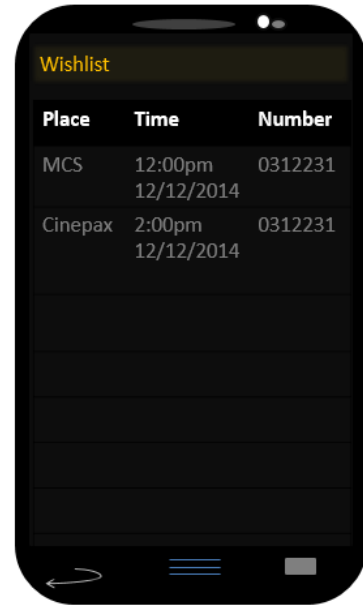 Wishlist
Place Time Number
MCS 12:00pm 0312231
12/12/2014
Cinepax 2:00pm 0312231
12/12/2014